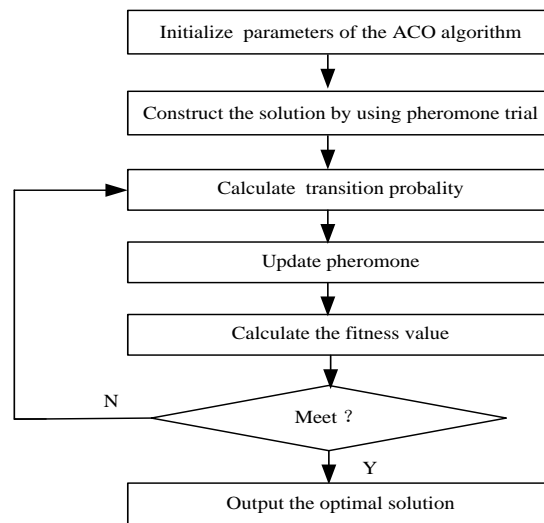 Initialize parameters of the ACO algorithm
Construct the solution by using pheromone trial
Calculate transition probality
Update pheromone
Calculate the fitness value
N
Meet ?
Y
Output the optimal solution